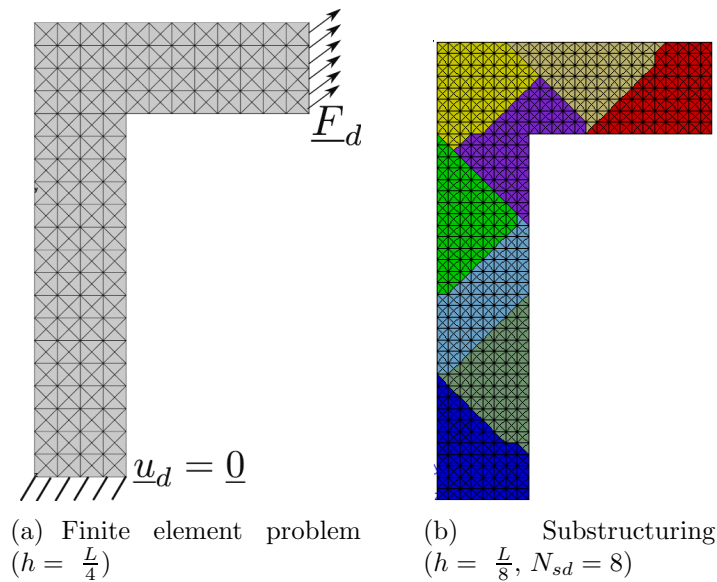 F_d
u_d = 0
(a) Finite element problem
(h = L/4)
(b) Substructuring
(h = L/8, N_sd = 8)